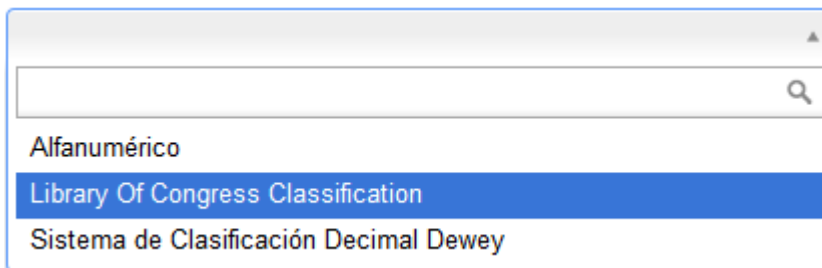 Alfanumérico
Library Of Congress Classification
Sistema de Clasificación Decimal Dewey